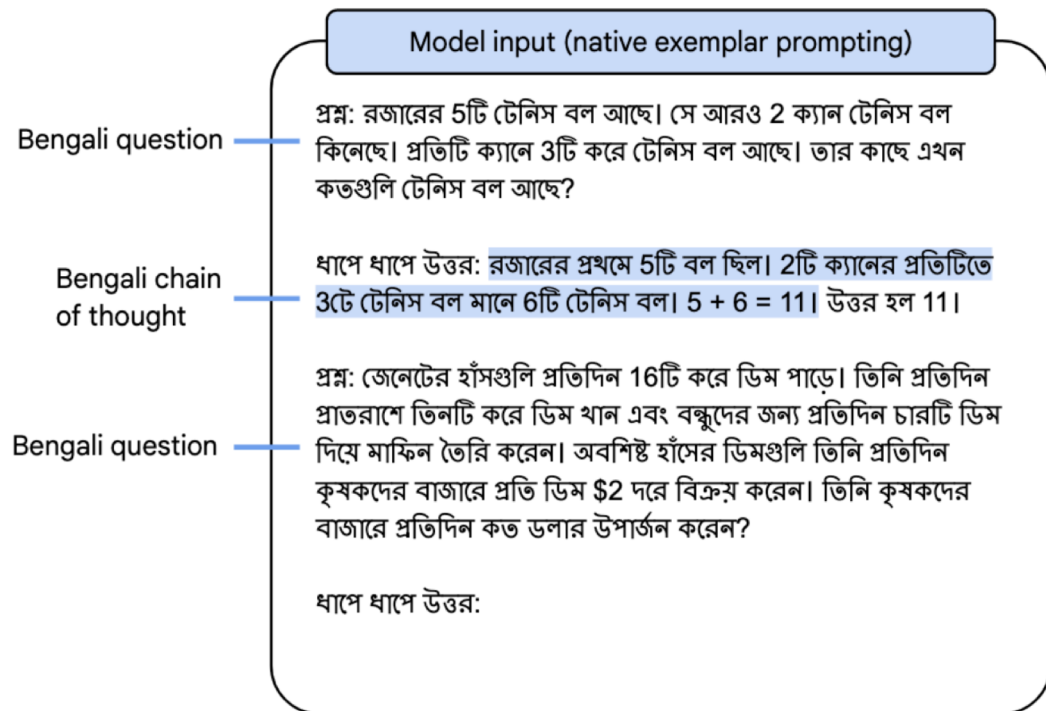 Model input (native exemplar prompting)
Bengali question
প্রশ্ন: রজারের 5টি টেনিস বল আছে। সে আরও 2 ক্যান টেনিস বল
কিনেছে। প্রতিটি ক্যানে 3টি করে টেনিস বল আছে। তার কাছে এখন
কতগুলি টেনিস বল আছে?
Bengali chain
of thought
ধাপে ধাপে উত্তর: রজারের প্রথমে 5টি বল ছিল। 2টি ক্যানের প্রতিটিতে
3টে টেনিস বল মানে 6টি টেনিস বল। 5 + 6 = 11। উত্তর হল 11।
Bengali question
প্রশ্ন: জেনেটের হাঁসগুলি প্রতিদিন 16টি করে ডিম পাড়ে। তিনি প্রতিদিন
প্রাতরাশে তিনটি করে ডিম খান এবং বন্ধুদের জন্য প্রতিদিন চারটি ডিম
দিয়ে মাফিন তৈরি করেন। অবশিষ্ট হাঁসের ডিমগুলি তিনি প্রতিদিন
কৃষকদের বাজারে প্রতি ডিম $2 দরে বিক্রয় করেন। তিনি কৃষকদের
বাজারে প্রতিদিন কত ডলার উপার্জন করেন?
ধাপে ধাপে উত্তর: